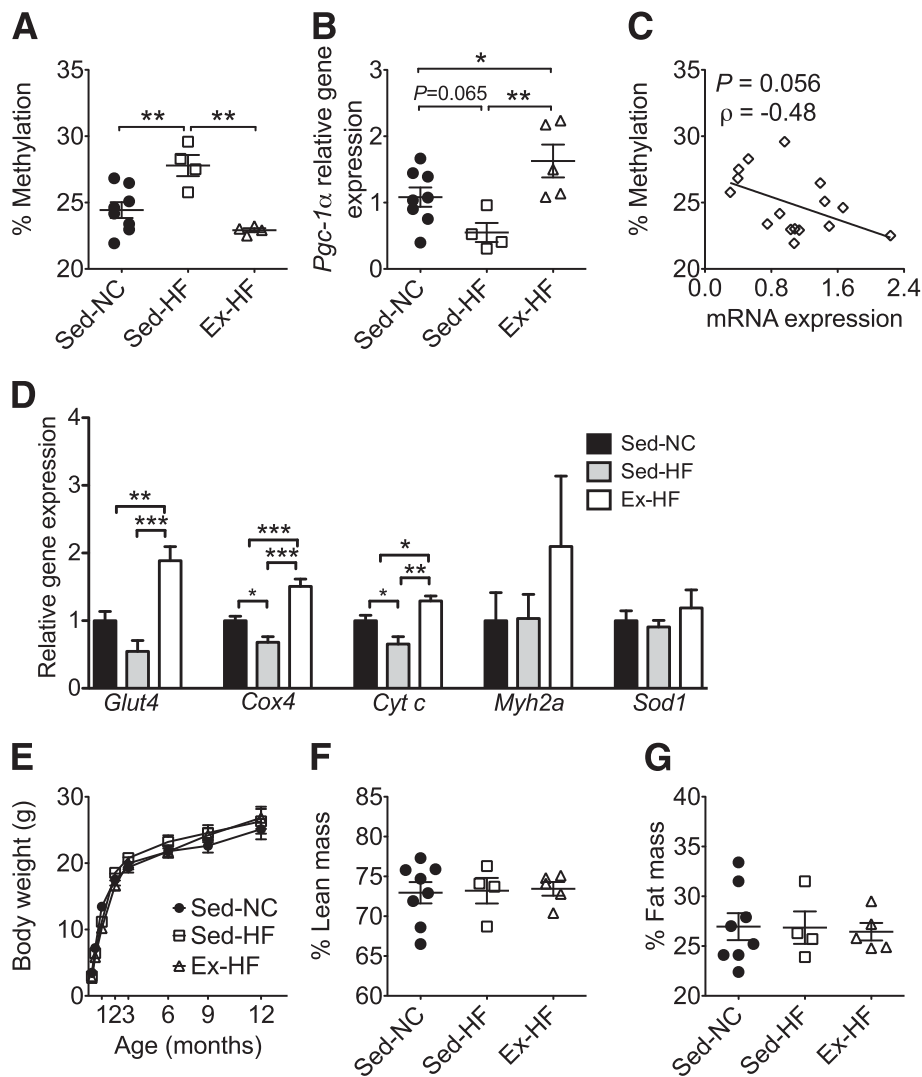 A
35
30
25
20
% Methylation
**
**
Sed-NC
Sed-HF
Ex-HF
B
3
2
1
0
Pgc-1α relative gene
expression
*
P=0.065
**
Sed-NC
Sed-HF
Ex-HF
C
35
30
25
20
% Methylation
P = 0.056
ρ = -0.48
0.0
0.8
1.6
2.4
mRNA expression
D
4
3
2
1
0
Relative gene expression
**
***
***
***
*
*
**
*
Sed-NC
Sed-HF
Ex-HF
Glut4
Cox4
Cyt c
Myh2a
Sod1
E
30
20
10
0
Body weight (g)
Sed-NC
Sed-HF
Ex-HF
1 2 3 6 9 12
Age (months)
F
85
80
75
70
65
60
% Lean mass
Sed-NC
Sed-HF
Ex-HF
G
40
35
30
25
20
% Fat mass
Sed-NC
Sed-HF
Ex-HF